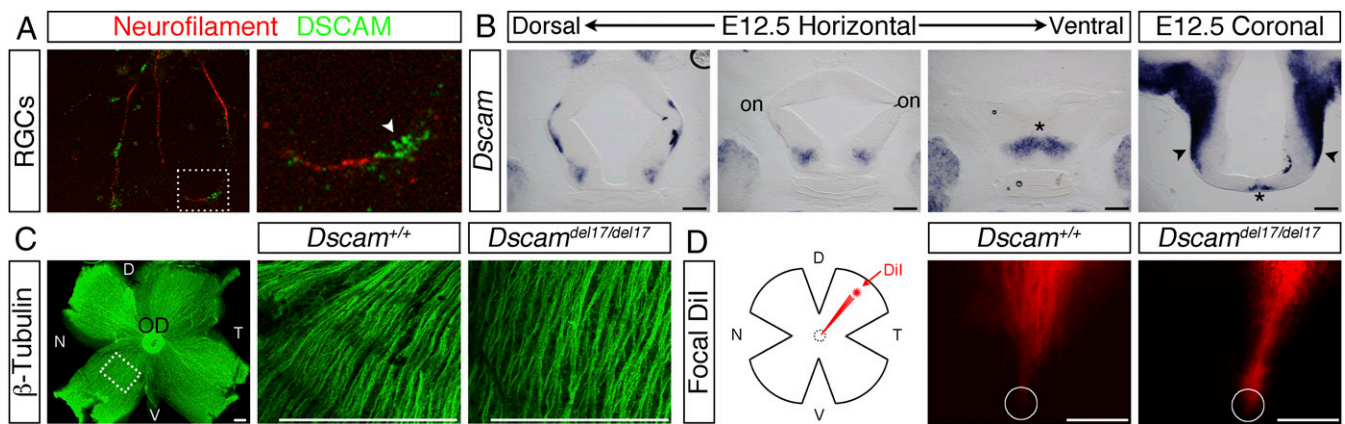 A
Neurofilament DSCAM
RGCs
B
Dorsal E12.5 Horizontal Ventral
E12.5 Coronal
Dscam
on
on
*
*
C
Dscam+/+
Dscamdel17/del17
β-Tubulin
D
OD
N
T
V
D
Dscam+/+
Dscamdel17/del17
Focal DiI
D
DiI
N
T
V